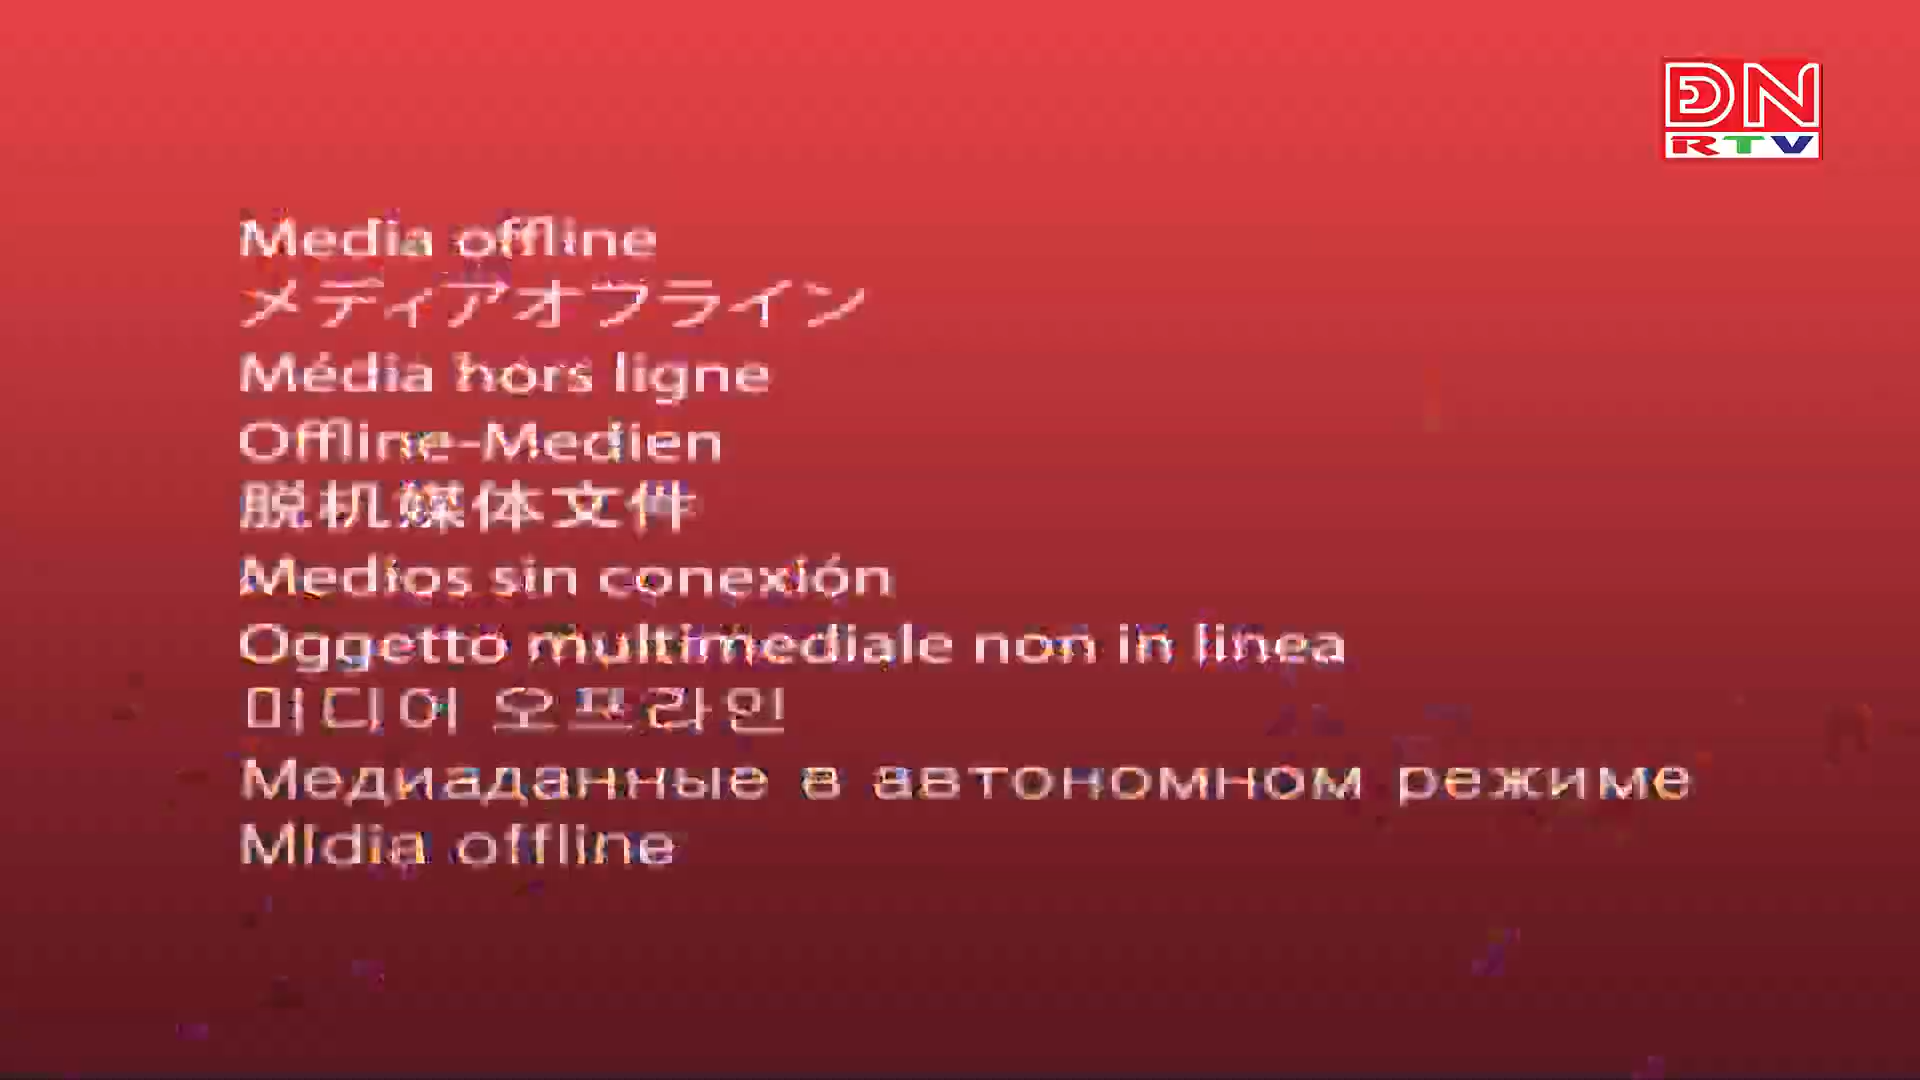 ĐN
RTV
Media offline
メディアオフライン
Média hors ligne
Offline-Medien
脱机媒体文件
Medios sin conexión
Oggetto multimediale non in linea
미디어 오프라인
Медиаданные в автономном режиме
Mídia offline